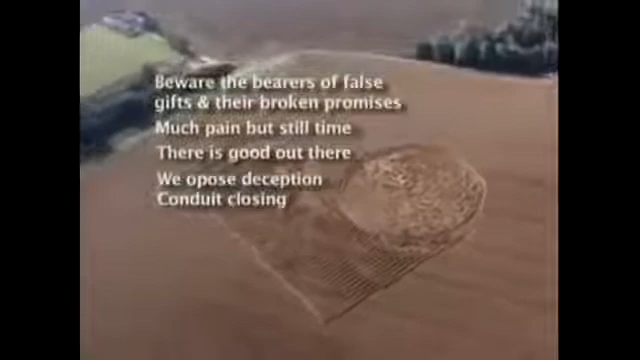 Beware the bearers of false
gifts & their broken promises
Much pain but still time
There is good out there
We opose deception
Conduit closing